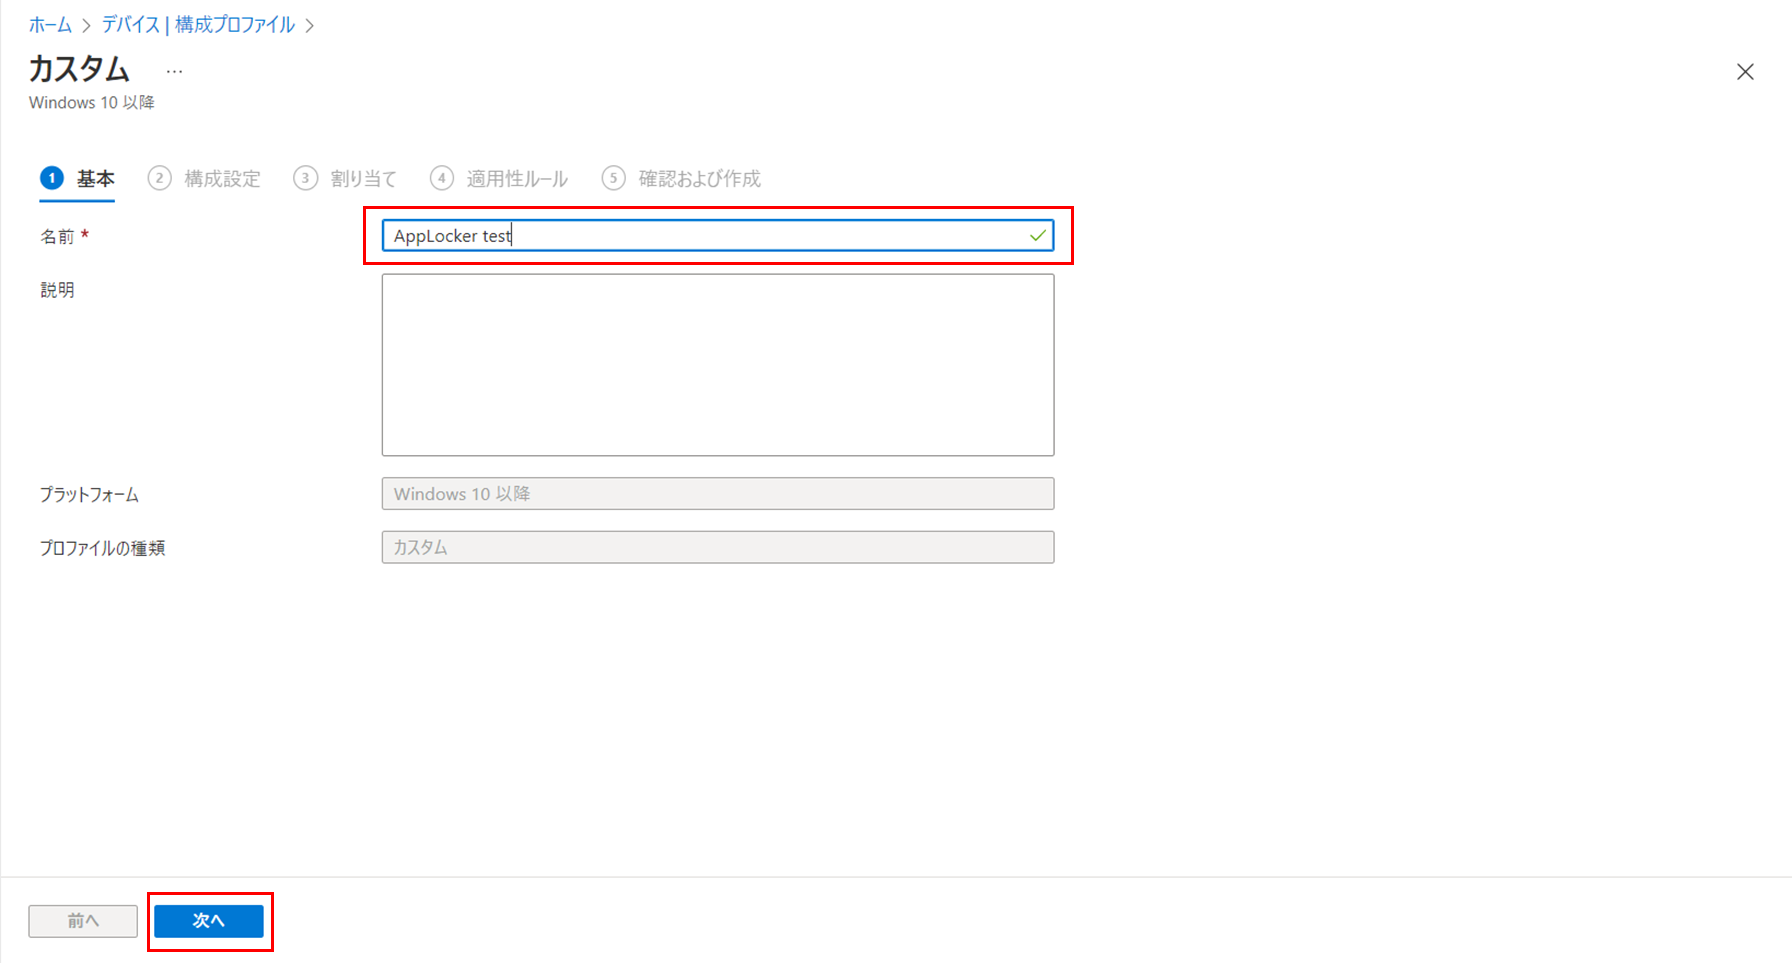 ホーム > デバイス | 構成プロファイル >
カスタム ...
Windows 10 以降
1 基本 2 構成設定 3 割り当て 4 適用性ルール 5 確認および作成
名前 * AppLocker test
説明
プラットフォーム Windows 10 以降
プロファイルの種類 カスタム
前へ 次へ